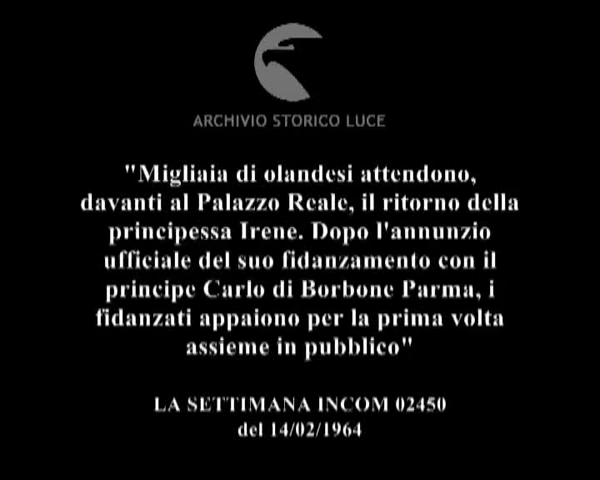 ARCHIVIO STORICO LUCE
"Migliaia di olandesi attendono,
davanti al Palazzo Reale, il ritorno della
principessa Irene. Dopo l'annunzio
ufficiale del suo fidanzamento con il
principe Carlo di Borbone Parma, i
fidanzati appaiono per la prima volta
assieme in pubblico"
LA SETTIMANA INCOM 02450
del 14/02/1964